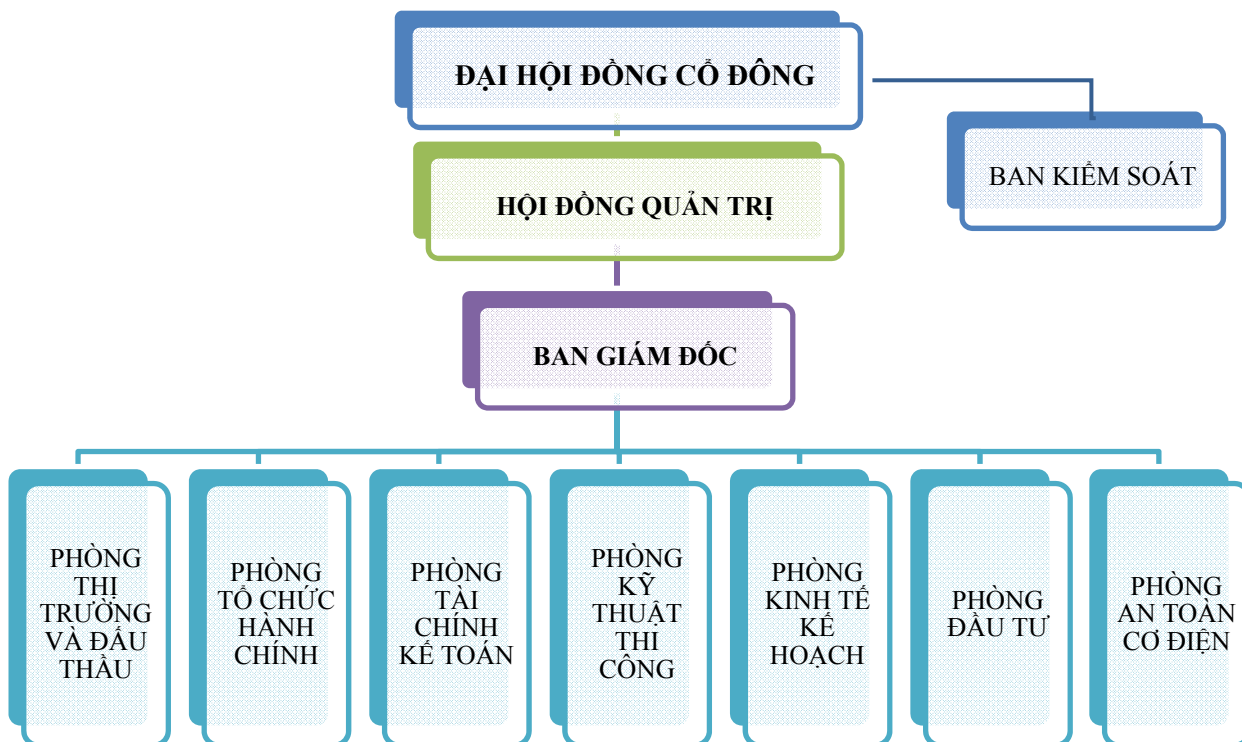 ĐẠI HỘI ĐỒNG CỔ ĐÔNG
BAN KIỂM SOÁT
HỘI ĐỒNG QUẢN TRỊ
BAN GIÁM ĐỐC
PHÒNG
THỊ
TRƯỜNG
VÀ ĐẤU
THẦU
PHÒNG
TỔ CHỨC
HÀNH
CHÍNH
PHÒNG
TÀI
CHÍNH
KẾ TOÁN
PHÒNG
KỸ
THUẬT
THI
CÔNG
PHÒNG
KINH TẾ
KẾ
HOẠCH
PHÒNG
ĐẦU TƯ
PHÒNG
AN TOÀN
CƠ ĐIỆN